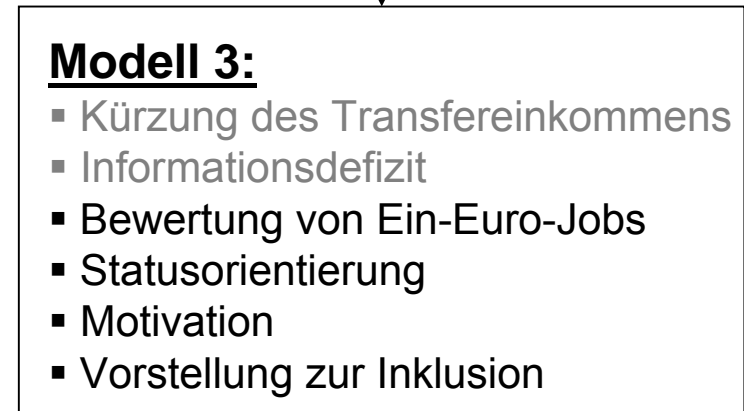 Modell 3:
▪ Kürzung des Transfereinkommens
▪ Informationsdefizit
▪ Bewertung von Ein-Euro-Jobs
▪ Statusorientierung
▪ Motivation
▪ Vorstellung zur Inklusion